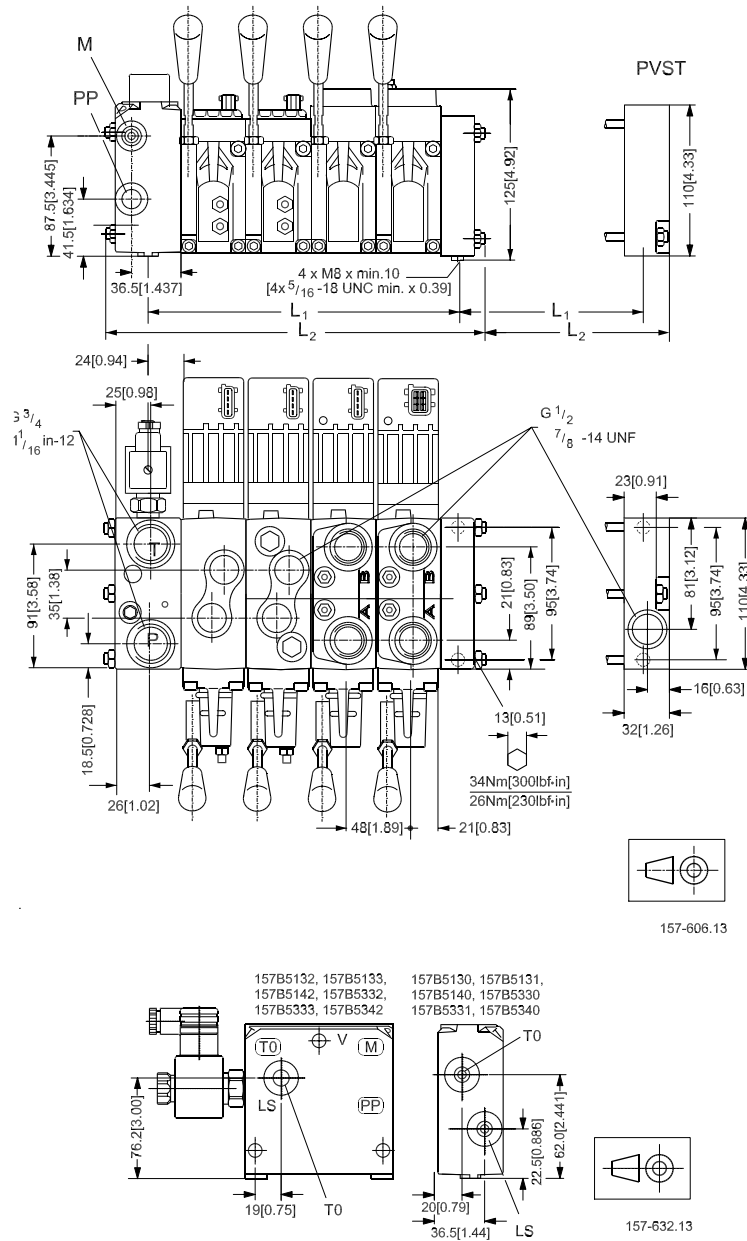 M
PVST
PP
87.5[3.445]
41.5[1.634]
125[4.92]
110[4.33]
36.5[1.437]
4 x M8 x min.10
[4x 5/16 -18 UNC min. x 0.39]
L1
L1
L2
L2
24[0.94]
25[0.98]
G 3/4
1 1/16 in-12
G 1/2
7/8 -14 UNF
23[0.91]
T
B
B
A
A
P
91[3.58]
35[1.38]
21[0.83]
89[3.50]
95[3.74]
81[3.12]
95[3.74]
110[4.33]
18.5[0.728]
16[0.63]
13[0.51]
32[1.26]
34Nm[300lbf·in]
26Nm[230lbf·in]
26[1.02]
48[1.89]
21[0.83]
157-606.13
157B5132, 157B5133,
157B5142, 157B5332,
157B5333, 157B5342
157B5130, 157B5131,
157B5140, 157B5330
157B5331, 157B5340
T0
V
M
T0
LS
PP
76.2[3.00]
22.5[0.886]
62.0[2.441]
19[0.75]
T0
20[0.79]
36.5[1.44]
LS
157-632.13